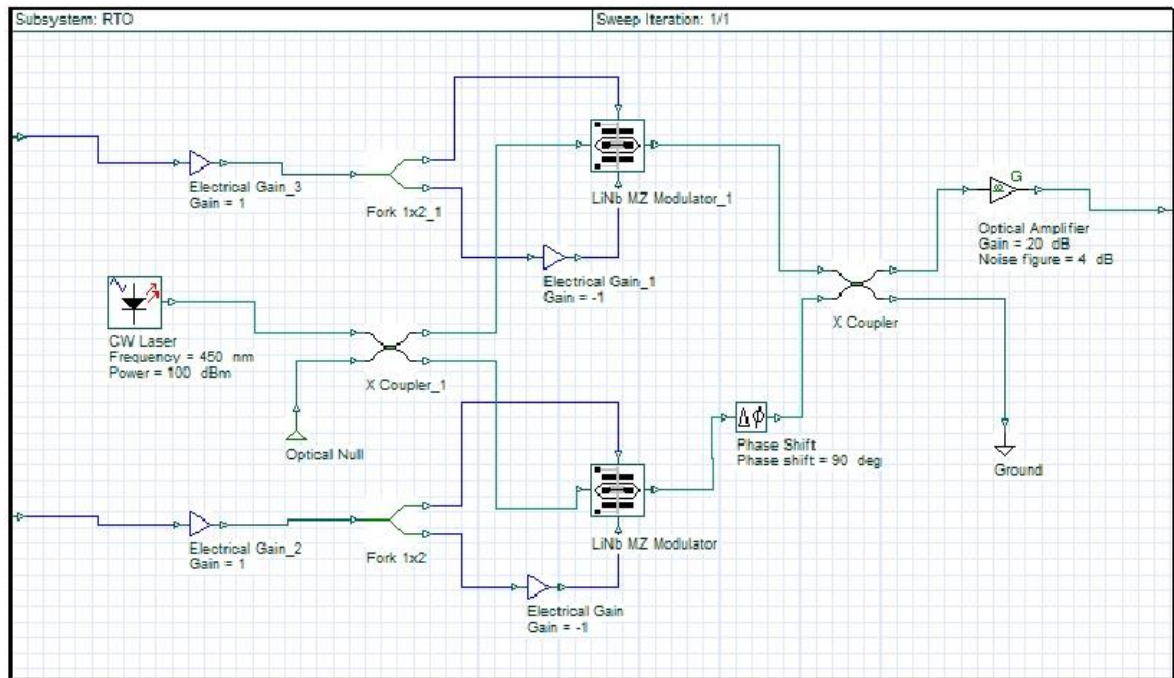 Subsystem: RTO
Sweep Iteration: 1/1
Electrical Gain_3
Gain = 1
Fork 1x2_1
LiNb MZ Modulator_1
G
Optical Amplifier
Gain = 20 dB
Noise figure = 4 dB
Electrical Gain_1
Gain = -1
CW Laser
Frequency = 450 nm
Power = 100 dBm
X Coupler_1
X Coupler
Optical Null
Δϕ
Phase Shift
Phase shift = 90 deg
Ground
Electrical Gain_2
Gain = 1
Fork 1x2
LiNb MZ Modulator
Electrical Gain
Gain = -1